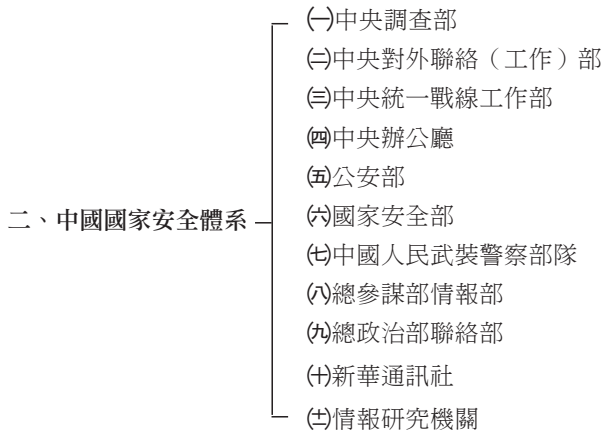 二、中國國家安全體系
㈠中央調查部
㈡中央對外聯絡(工作)部
㈢中央統一戰線工作部
㈣中央辦公廳
㈤公安部
㈥國家安全部
㈦中國人民武裝警察部隊
㈧總參謀部情報部
㈨總政治部聯絡部
㈩新華通訊社
(十一)情報研究機關